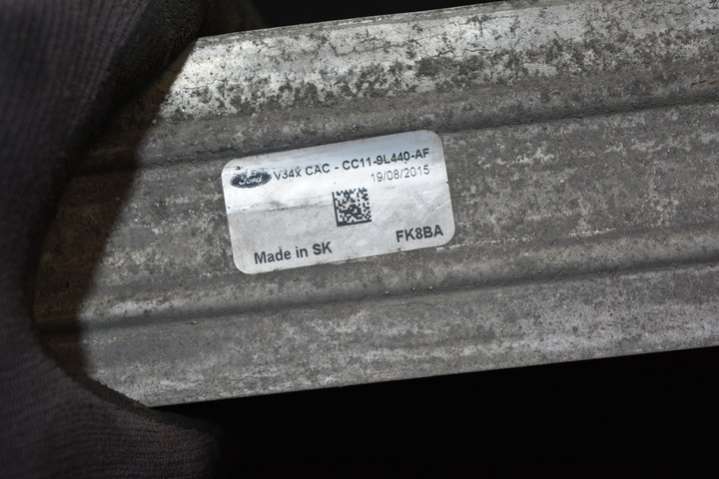 Ford V34x CAC - CC11-9L440-AF
19/08/2015
FK8BA
Made in SK